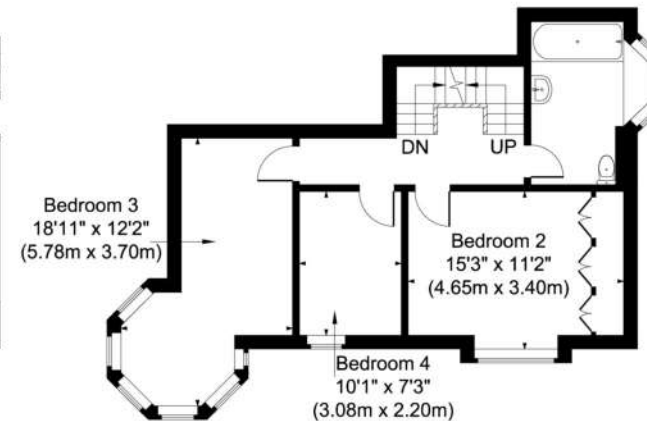 DN
UP
Bedroom 3
18'11" x 12'2"
(5.78m x 3.70m)
Bedroom 2
15'3" x 11'2"
(4.65m x 3.40m)
Bedroom 4
10'1" x 7'3"
(3.08m x 2.20m)